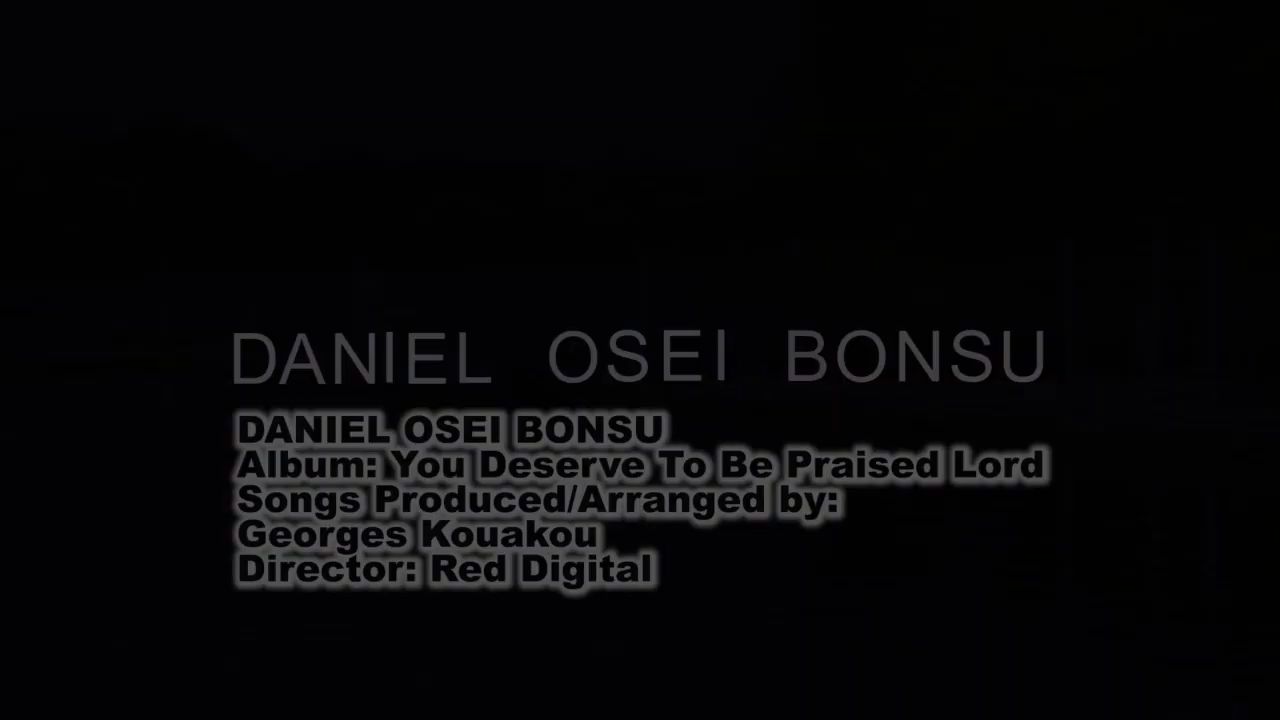 DANIEL OSEI BONSU
DANIEL OSEI BONSU
Album: You Deserve To Be Praised Lord
Songs Produced/Arranged by:
Georges Kouakou
Director: Red Digital